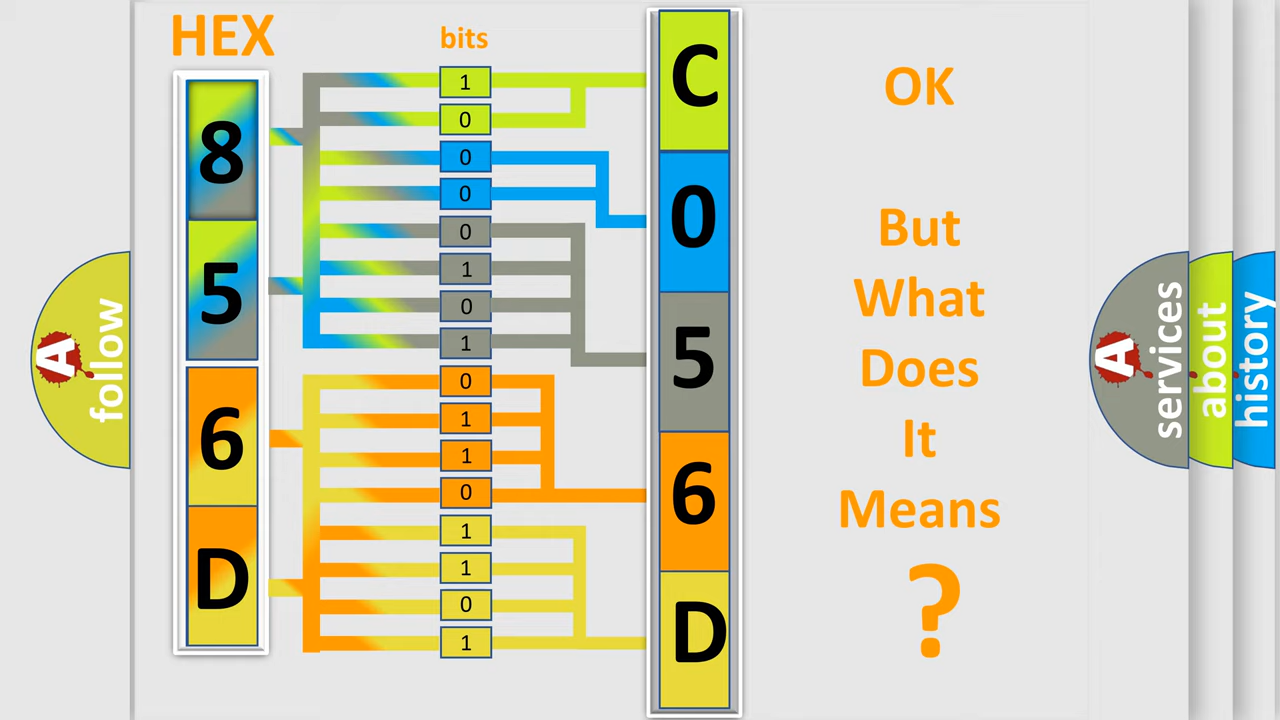 HEX
bits
8
5
6
D
1
0
0
0
0
1
0
1
0
1
1
0
1
1
0
1
C
0
5
6
D
OK
But
What
Does
It
Means
?
A
follow
A
services
about
history